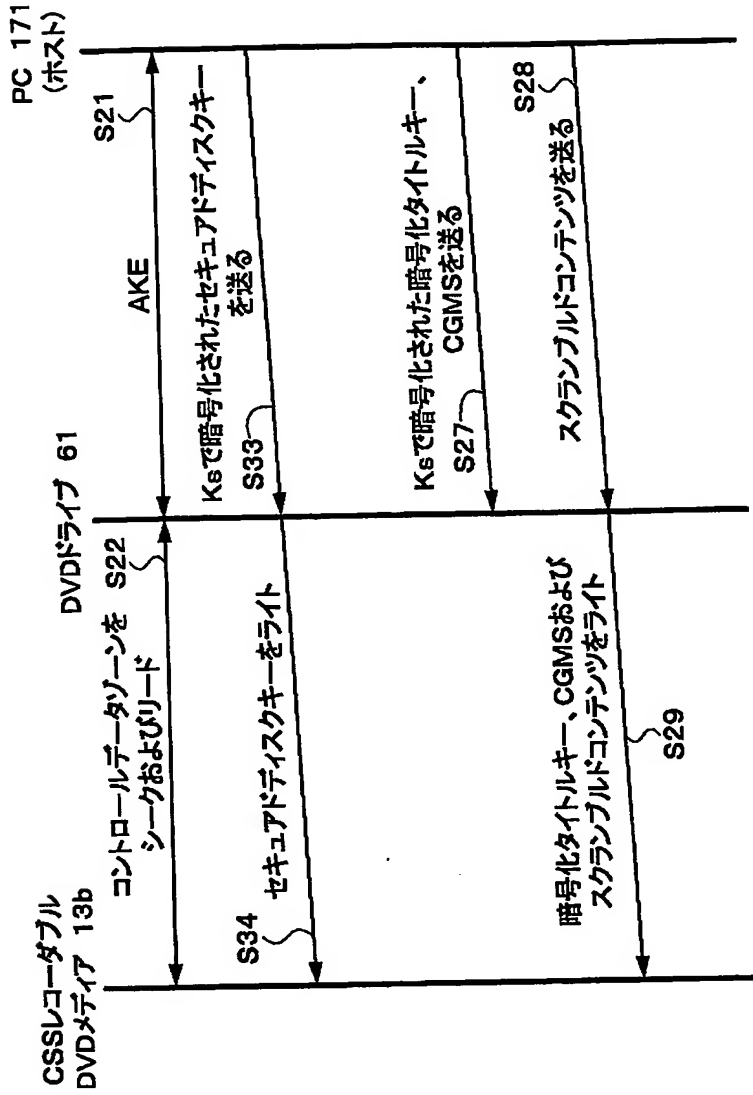 CSSレコーダブル
DVDメディア 13b
DVDドライブ 61
PC 171
(ホスト)
コントロールデータゾーンを
シークおよびリード
S22
AKE
S21
Ksで暗号化されたセキュアドディスクキー
を送る
S33
セキュアドディスクキーをライト
S34
Ksで暗号化された暗号化タイトルキー、
CGMSを送る
S27
スクランブルドコンテンツを送る
S28
暗号化タイトルキー、CGMSおよび
スクランブルドコンテンツをライト
S29